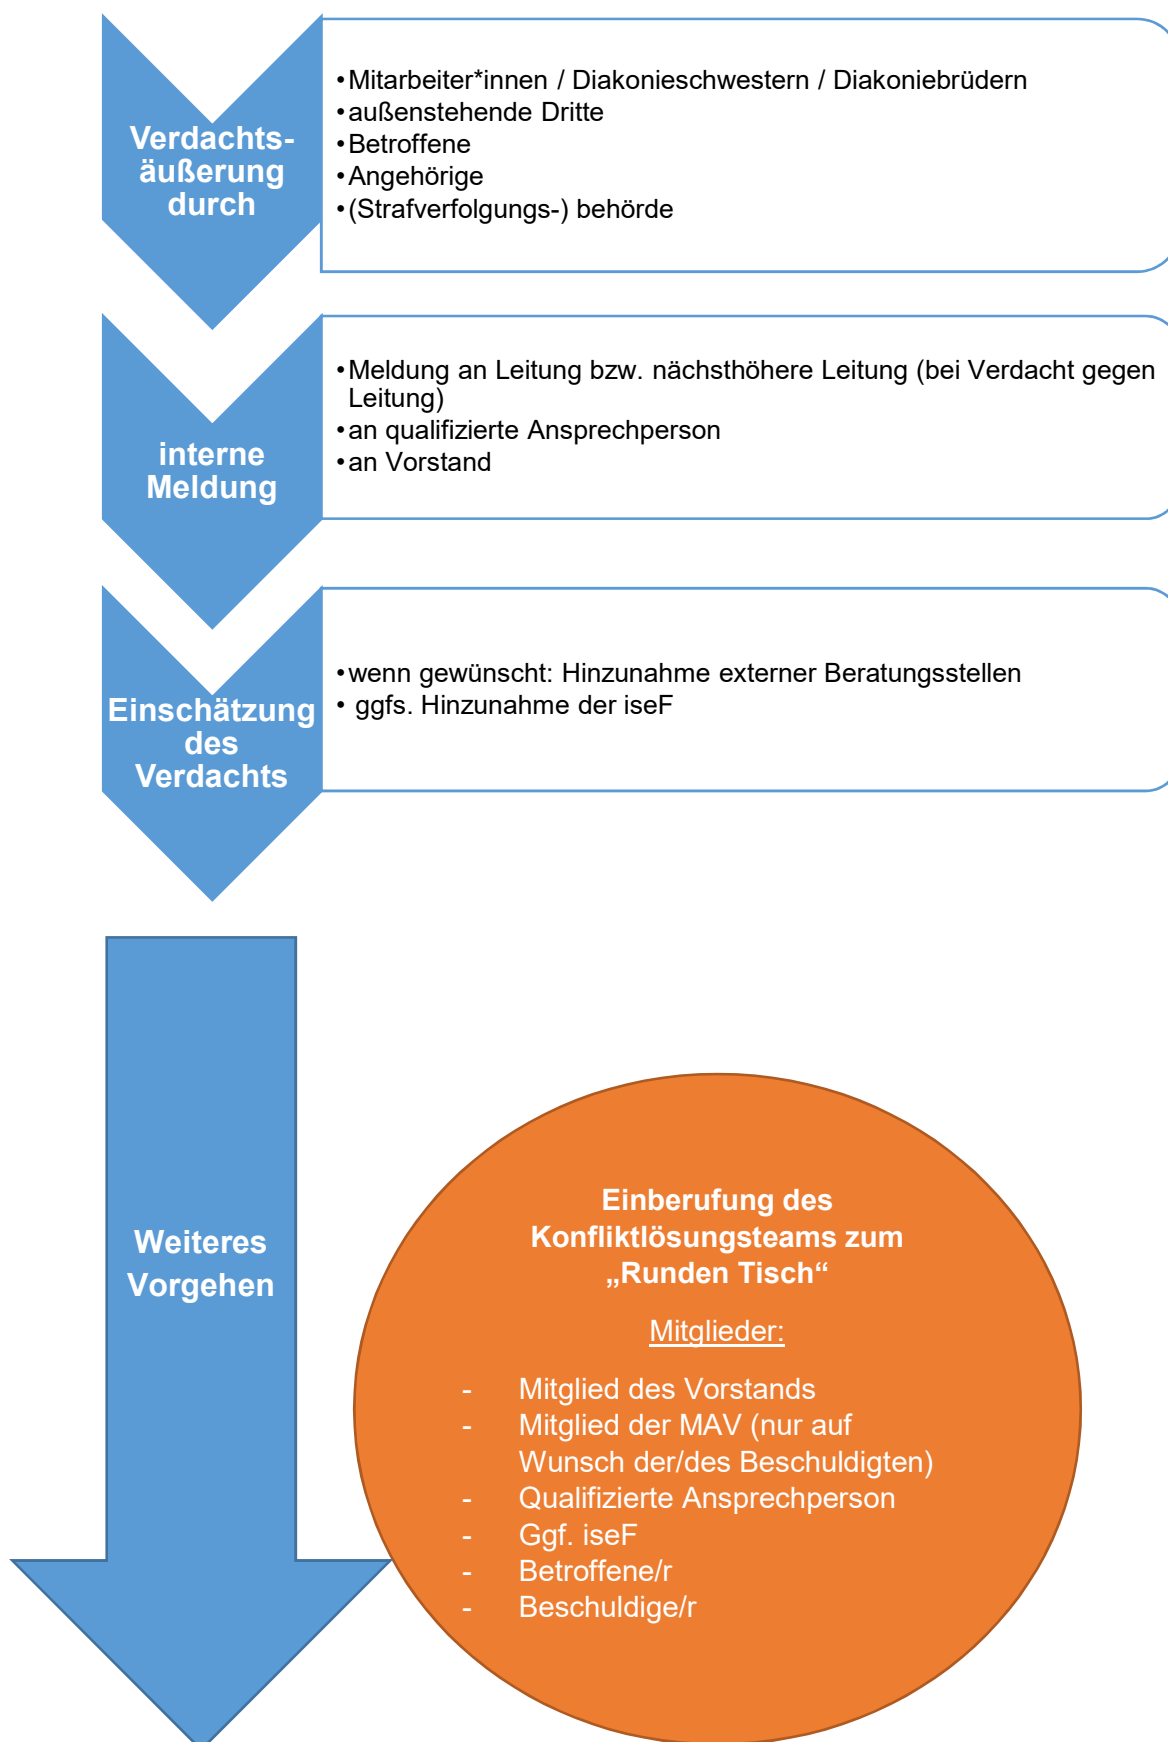 Verdachts-
äußerung
durch
•Mitarbeiter*innen / Diakonieschwestern / Diakoniebrüdern
•außenstehende Dritte
•Betroffene
•Angehörige
•(Strafverfolgungs-) behörde
interne
Meldung
•Meldung an Leitung bzw. nächsthöhere Leitung (bei Verdacht gegen
Leitung)
•an qualifizierte Ansprechperson
•an Vorstand
Einschätzung
des
Verdachts
•wenn gewünscht: Hinzunahme externer Beratungsstellen
• ggfs. Hinzunahme der iseF
Weiteres
Vorgehen
Einberufung des
Konfliktlösungsteams zum
„Runden Tisch“
Mitglieder:
- Mitglied des Vorstands
- Mitglied der MAV (nur auf
Wunsch der/des Beschuldigten)
- Qualifizierte Ansprechperson
- Ggf. iseF
- Betroffene/r
- Beschuldige/r